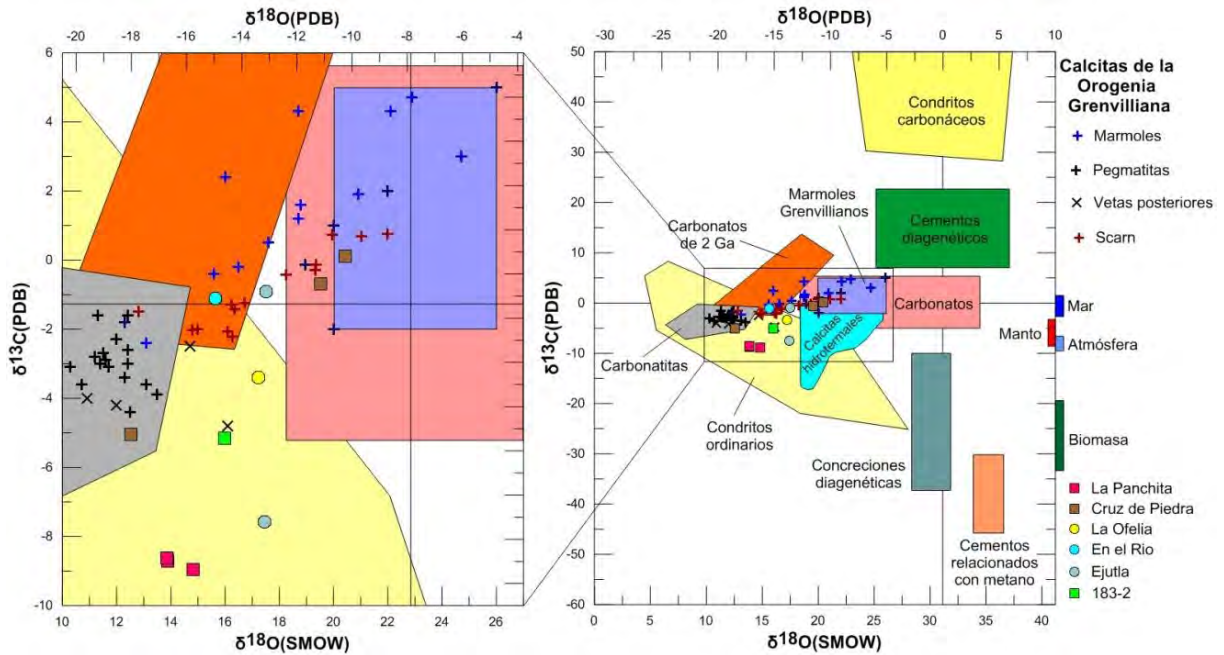 δ18O(PDB)
-20 -18 -16 -14 -12 -10 -8 -6 -4
6
4
2
0
-2
-4
-6
-8
-10
δ13C(PDB)
10 12 14 16 18 20 22 24 26
δ18O(SMOW)
δ18O(PDB)
-30 -25 -20 -15 -10 -5 0 5 10
50
40
30
20
10
0
-10
-20
-30
-40
-50
-60
δ13C(PDB)
0 5 10 15 20 25 30 35 40
δ18O(SMOW)
Condritos
carbonáceos
Marmoles
Grenvillianos
Cementos
diagenéticos
Carbonatos
de 2 Ga
Carbonatos
Calcitas
hidrotermales
Carbonatitas
Condritos
ordinarios
Concreciones
diagenéticas
Cementos
relacionados
con metano
Calcitas de la
Orogenia
Grenvilliana
Marmoles
Pegmatitas
Vetas posteriores
Scarn
Mar
Manto
Atmósfera
Biomasa
La Panchita
Cruz de Piedra
La Ofelia
En el Rio
Ejutla
183-2